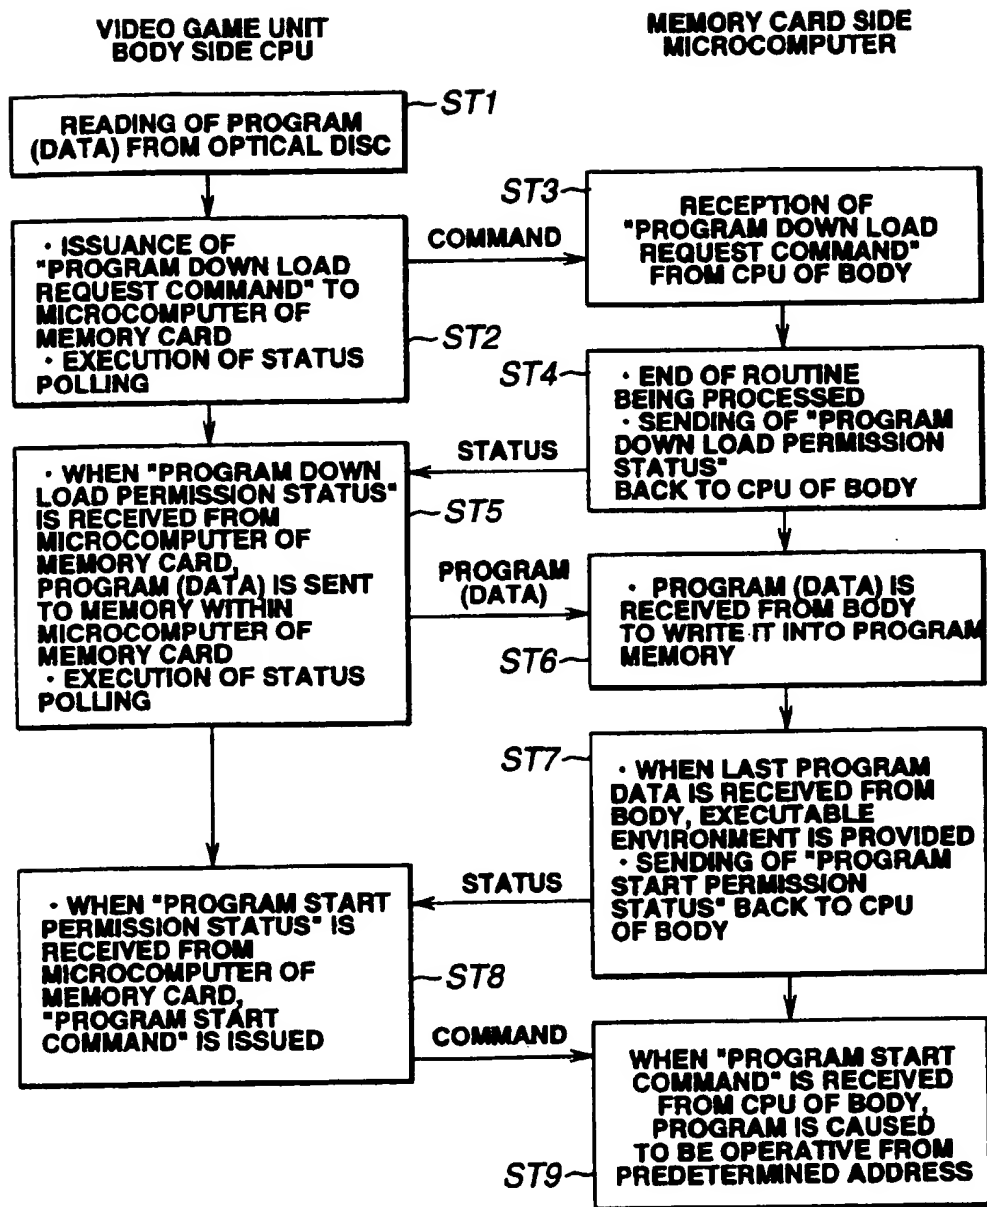 VIDEO GAME UNIT
BODY SIDE CPU
MEMORY CARD SIDE
MICROCOMPUTER
ST1
READING OF PROGRAM
(DATA) FROM OPTICAL DISC
ST2
· ISSUANCE OF
"PROGRAM DOWN LOAD
REQUEST COMMAND" TO
MICROCOMPUTER OF
MEMORY CARD
· EXECUTION OF STATUS
POLLING
COMMAND
ST3
RECEPTION OF
"PROGRAM DOWN LOAD
REQUEST COMMAND"
FROM CPU OF BODY
ST4
· END OF ROUTINE
BEING PROCESSED
· SENDING OF "PROGRAM
DOWN LOAD PERMISSION
STATUS"
BACK TO CPU OF BODY
STATUS
ST5
· WHEN "PROGRAM DOWN
LOAD PERMISSION STATUS"
IS RECEIVED FROM
MICROCOMPUTER OF
MEMORY CARD,
PROGRAM (DATA) IS SENT
TO MEMORY WITHIN
MICROCOMPUTER OF
MEMORY CARD
· EXECUTION OF STATUS
POLLING
PROGRAM
(DATA)
ST6
· PROGRAM (DATA) IS
RECEIVED FROM BODY
TO WRITE IT INTO PROGRAM
MEMORY
ST7
· WHEN LAST PROGRAM
DATA IS RECEIVED FROM
BODY, EXECUTABLE
ENVIRONMENT IS PROVIDED
· SENDING OF "PROGRAM
START PERMISSION
STATUS" BACK TO CPU
OF BODY
STATUS
ST8
· WHEN "PROGRAM START
PERMISSION STATUS" IS
RECEIVED FROM
MICROCOMPUTER OF
MEMORY CARD,
"PROGRAM START
COMMAND" IS ISSUED
COMMAND
ST9
WHEN "PROGRAM START
COMMAND" IS RECEIVED
FROM CPU OF BODY,
PROGRAM IS CAUSED
TO BE OPERATIVE FROM
PREDETERMINED ADDRESS